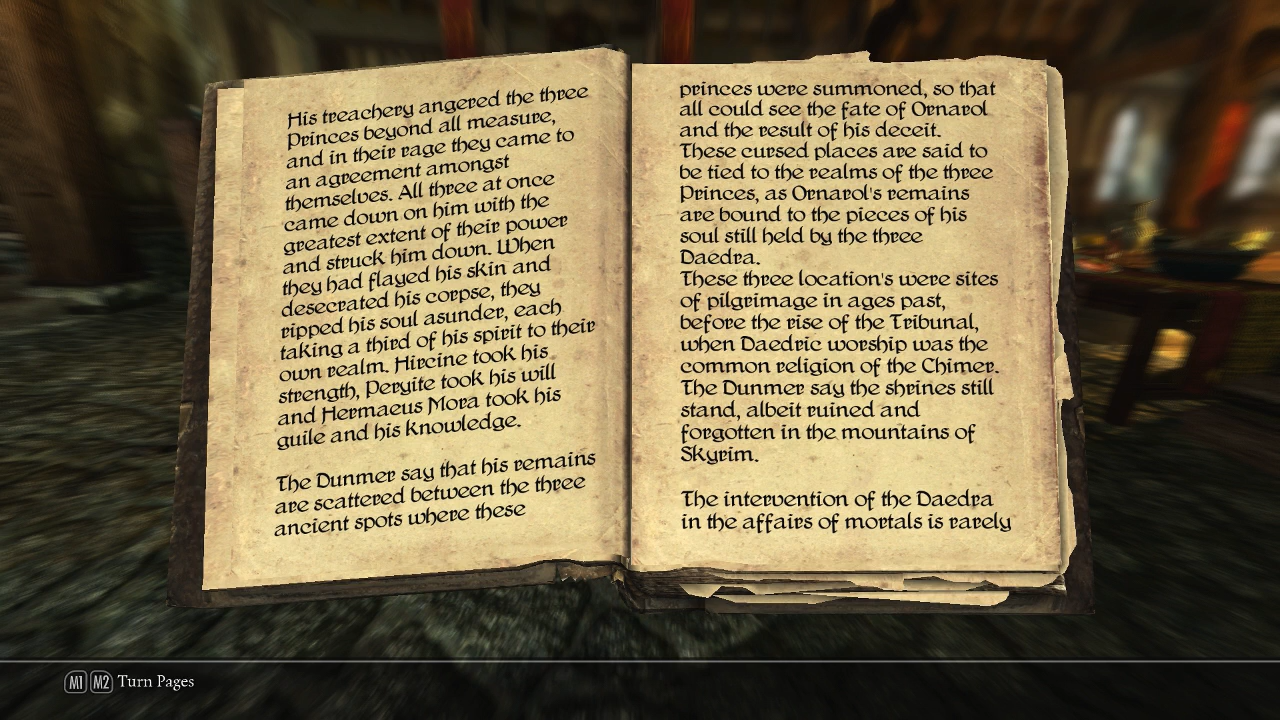 His treachery angered the three
Princes beyond all measure,
and in their rage they came to
an agreement amongst
themselves. All three at once
came down on him with the
greatest extent of their power
and struck him down. When
they had flayed his skin and
desecrated his corpse, they
ripped his soul asunder, each
taking a third of his spirit to their
own realm. Hircine took his
strength, Peryite took his will
and Hermaeus Mora took his
guile and his knowledge.
The Dunmer say that his remains
are scattered between the three
ancient spots where these
princes were summoned, so that
all could see the fate of Ornarol
and the result of his deceit.
These cursed places are said to
be tied to the realms of the three
Princes, as Ornarol's remains
are bound to the pieces of his
soul still held by the three
Daedra.
These three location's were sites
of pilgrimage in ages past,
before the rise of the Tribunal,
when Daedric worship was the
common religion of the Chimer.
The Dunmer say the shrines still
stand, albeit ruined and
forgotten in the mountains of
Skyrim.
The intervention of the Daedra
in the affairs of mortals is rarely
M1 M2 Turn Pages